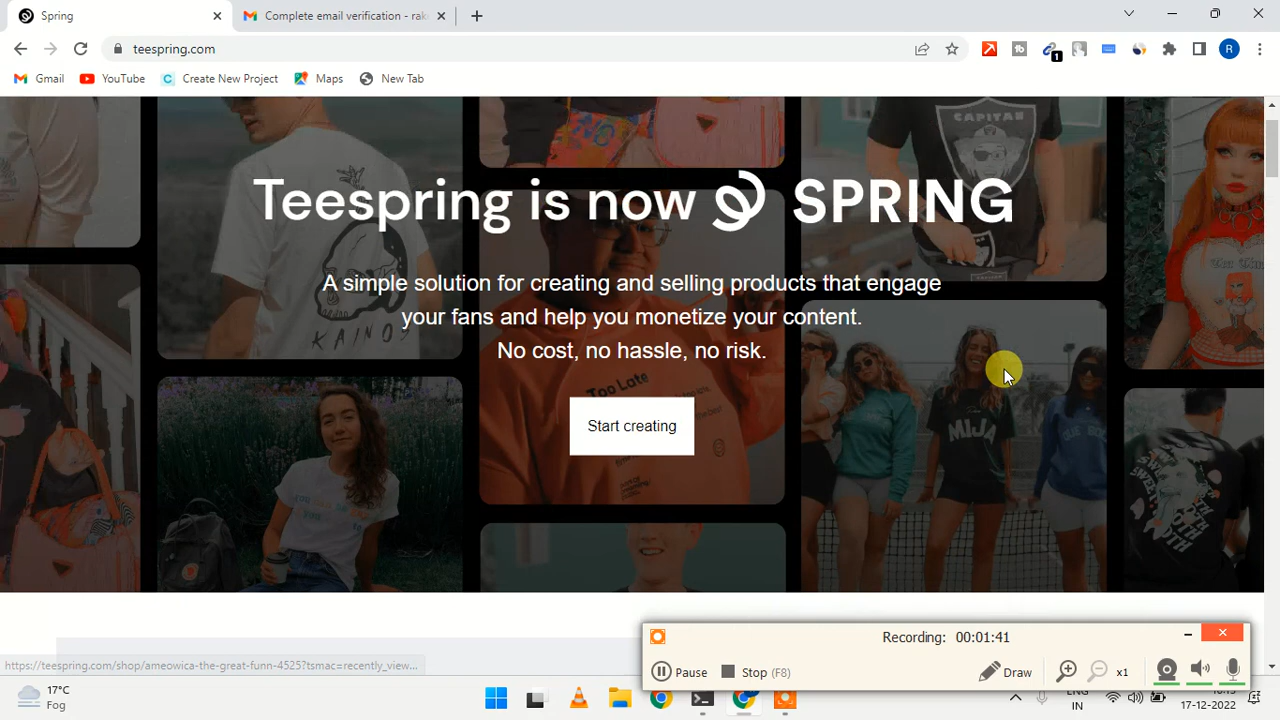 Spring
Complete email verification - rak
teespring.com
1
R
Gmail
YouTube
Create New Project
Maps
New Tab
CAPITAN
Teespring is now SPRING
A simple solution for creating and selling products that engage
your fans and help you monetize your content.
KAINOS
No cost, no hassle, no risk.
Too Late
Start creating
MIJA
Recording: 00:01:41
https://teespring.com/shop/ameowica-the-great-funn-4525?tsmac=recently_view...
Pause
Stop (F8)
Draw
x1
17°C
Fog
ENG
IN
17-12-2022